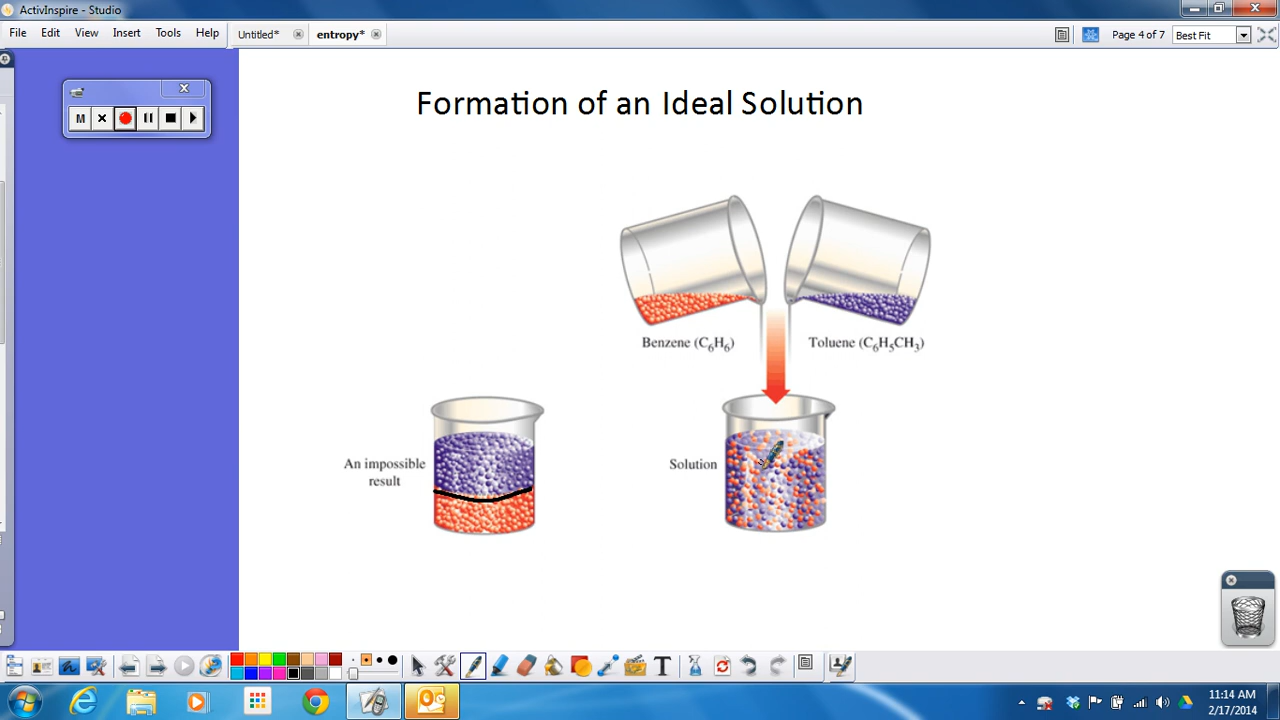 ActivInspire - Studio
File Edit View Insert Tools Help
Untitled* entropy*
Page 4 of 7 Best Fit
M
Formation of an Ideal Solution
Benzene (C₆H₆) Toluene (C₆H₅CH₃)
An impossible
result
Solution
T
11:14 AM
2/17/2014